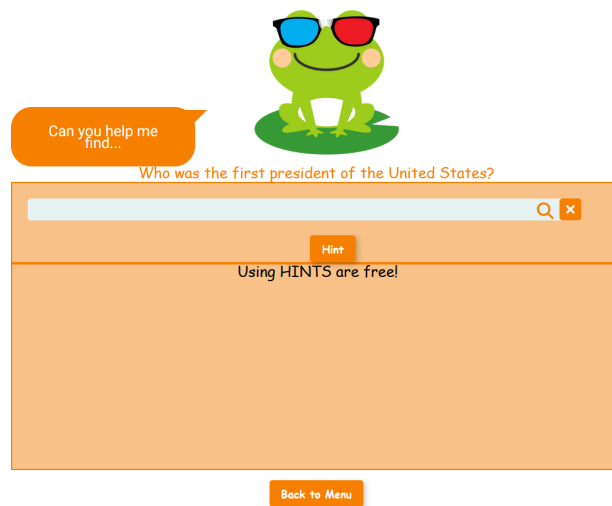 Can you help me
find...
Who was the first president of the United States?
Hint
Using HINTS are free!
Back to Menu